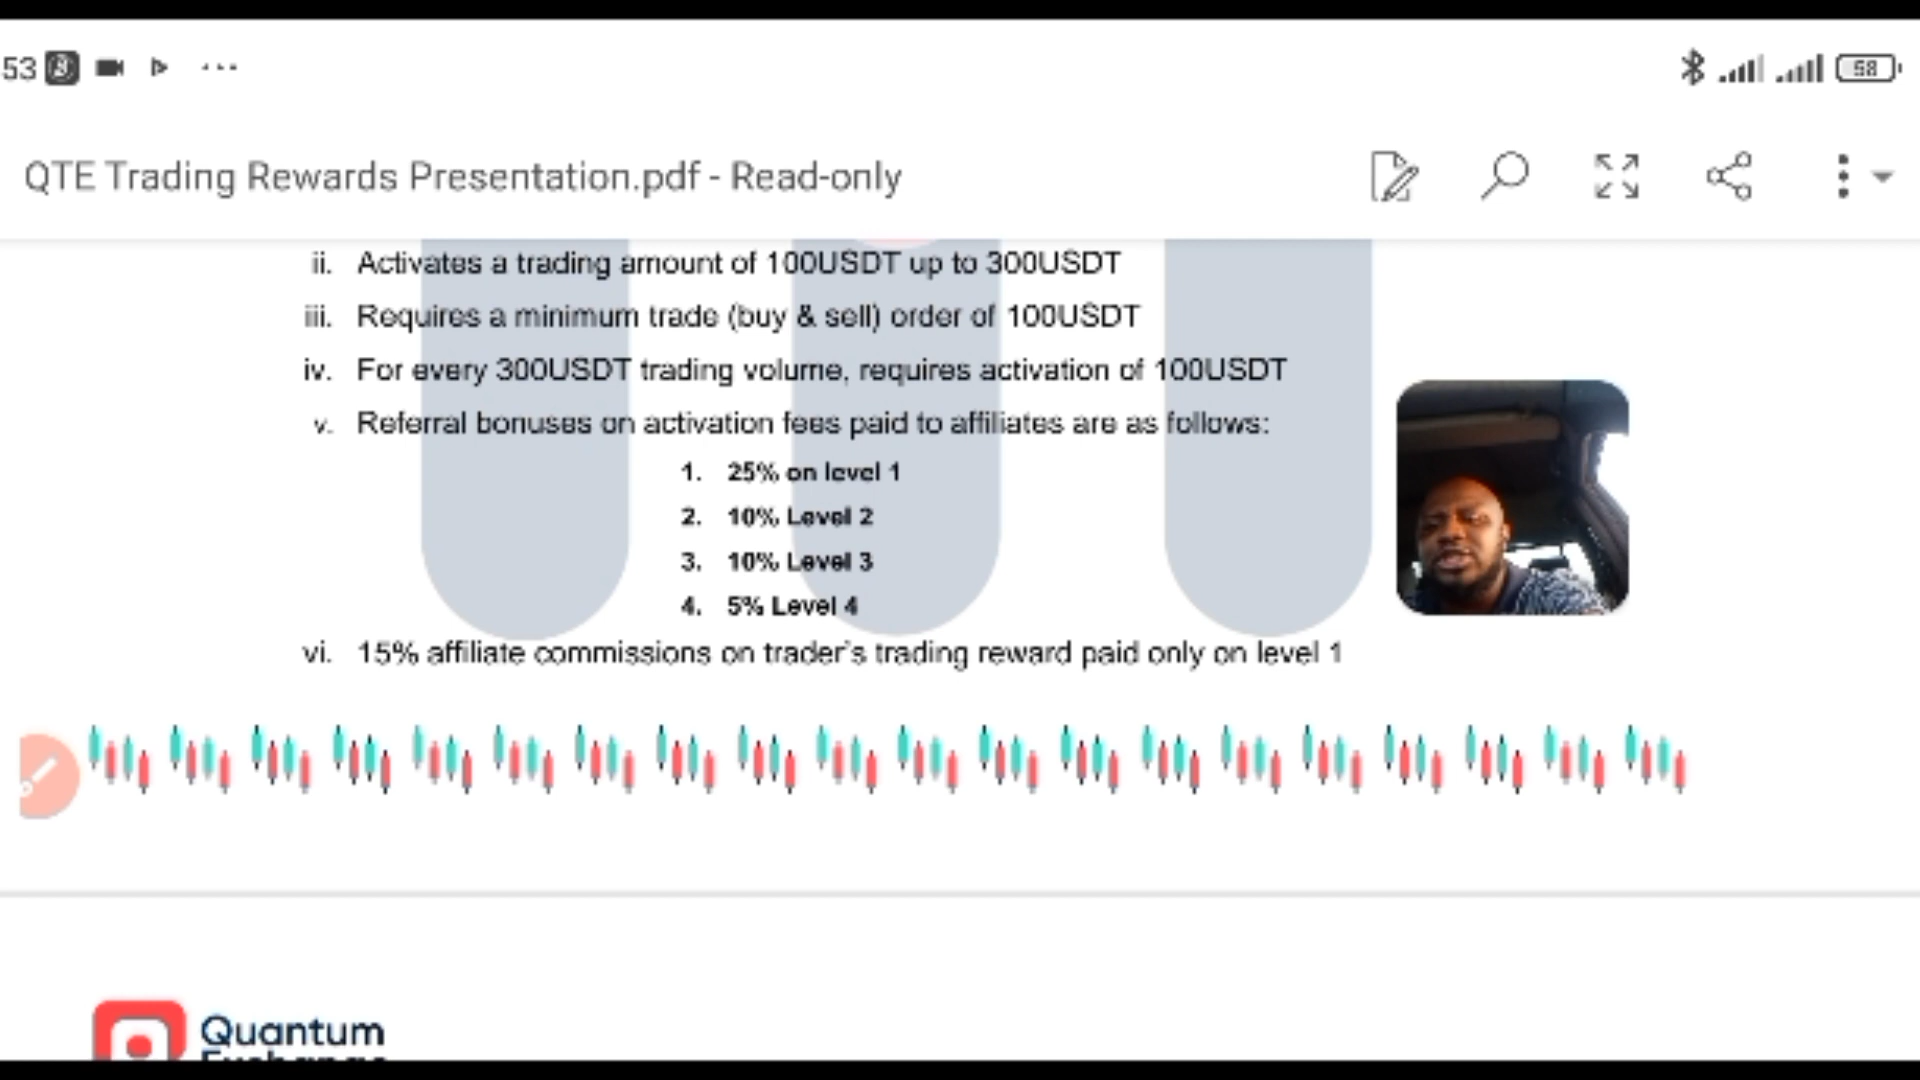 53
58
QTE Trading Rewards Presentation.pdf - Read-only
ii. Activates a trading amount of 100USDT up to 300USDT
iii. Requires a minimum trade (buy & sell) order of 100USDT
iv. For every 300USDT trading volume, requires activation of 100USDT
v. Referral bonuses on activation fees paid to affiliates are as follows:
1. 25% on level 1
2. 10% Level 2
3. 10% Level 3
4. 5% Level 4
vi. 15% affiliate commissions on trader's trading reward paid only on level 1
Quantum
Exchange